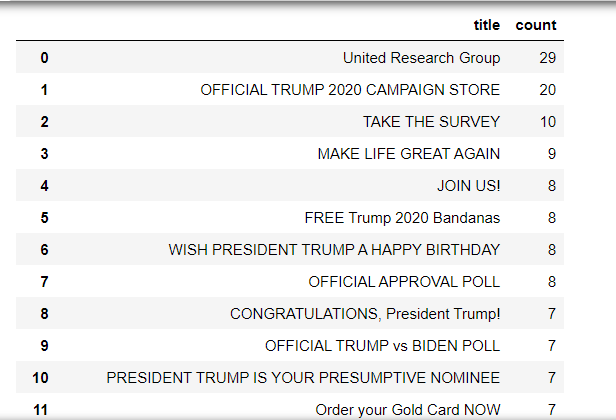 title count
0 United Research Group 29
1 OFFICIAL TRUMP 2020 CAMPAIGN STORE 20
2 TAKE THE SURVEY 10
3 MAKE LIFE GREAT AGAIN 9
4 JOIN US! 8
5 FREE Trump 2020 Bandanas 8
6 WISH PRESIDENT TRUMP A HAPPY BIRTHDAY 8
7 OFFICIAL APPROVAL POLL 8
8 CONGRATULATIONS, President Trump! 7
9 OFFICIAL TRUMP vs BIDEN POLL 7
10 PRESIDENT TRUMP IS YOUR PRESUMPTIVE NOMINEE 7
11 Order your Gold Card NOW 7